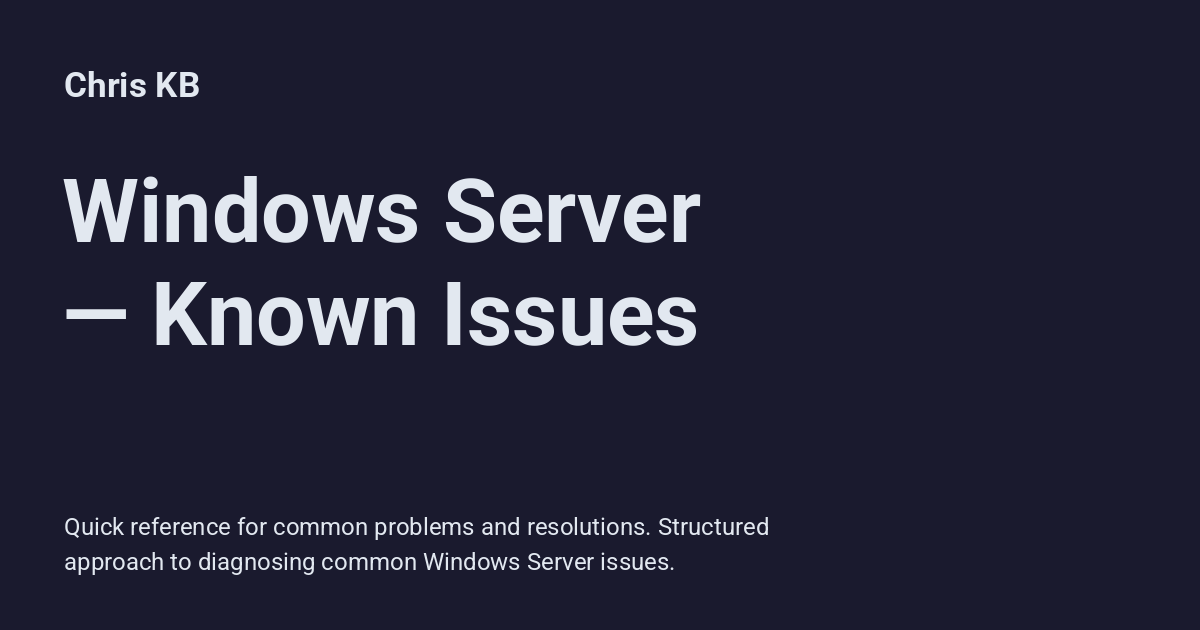 Chris KB
Windows Server
— Known Issues
Quick reference for common problems and resolutions. Structured
approach to diagnosing common Windows Server issues.